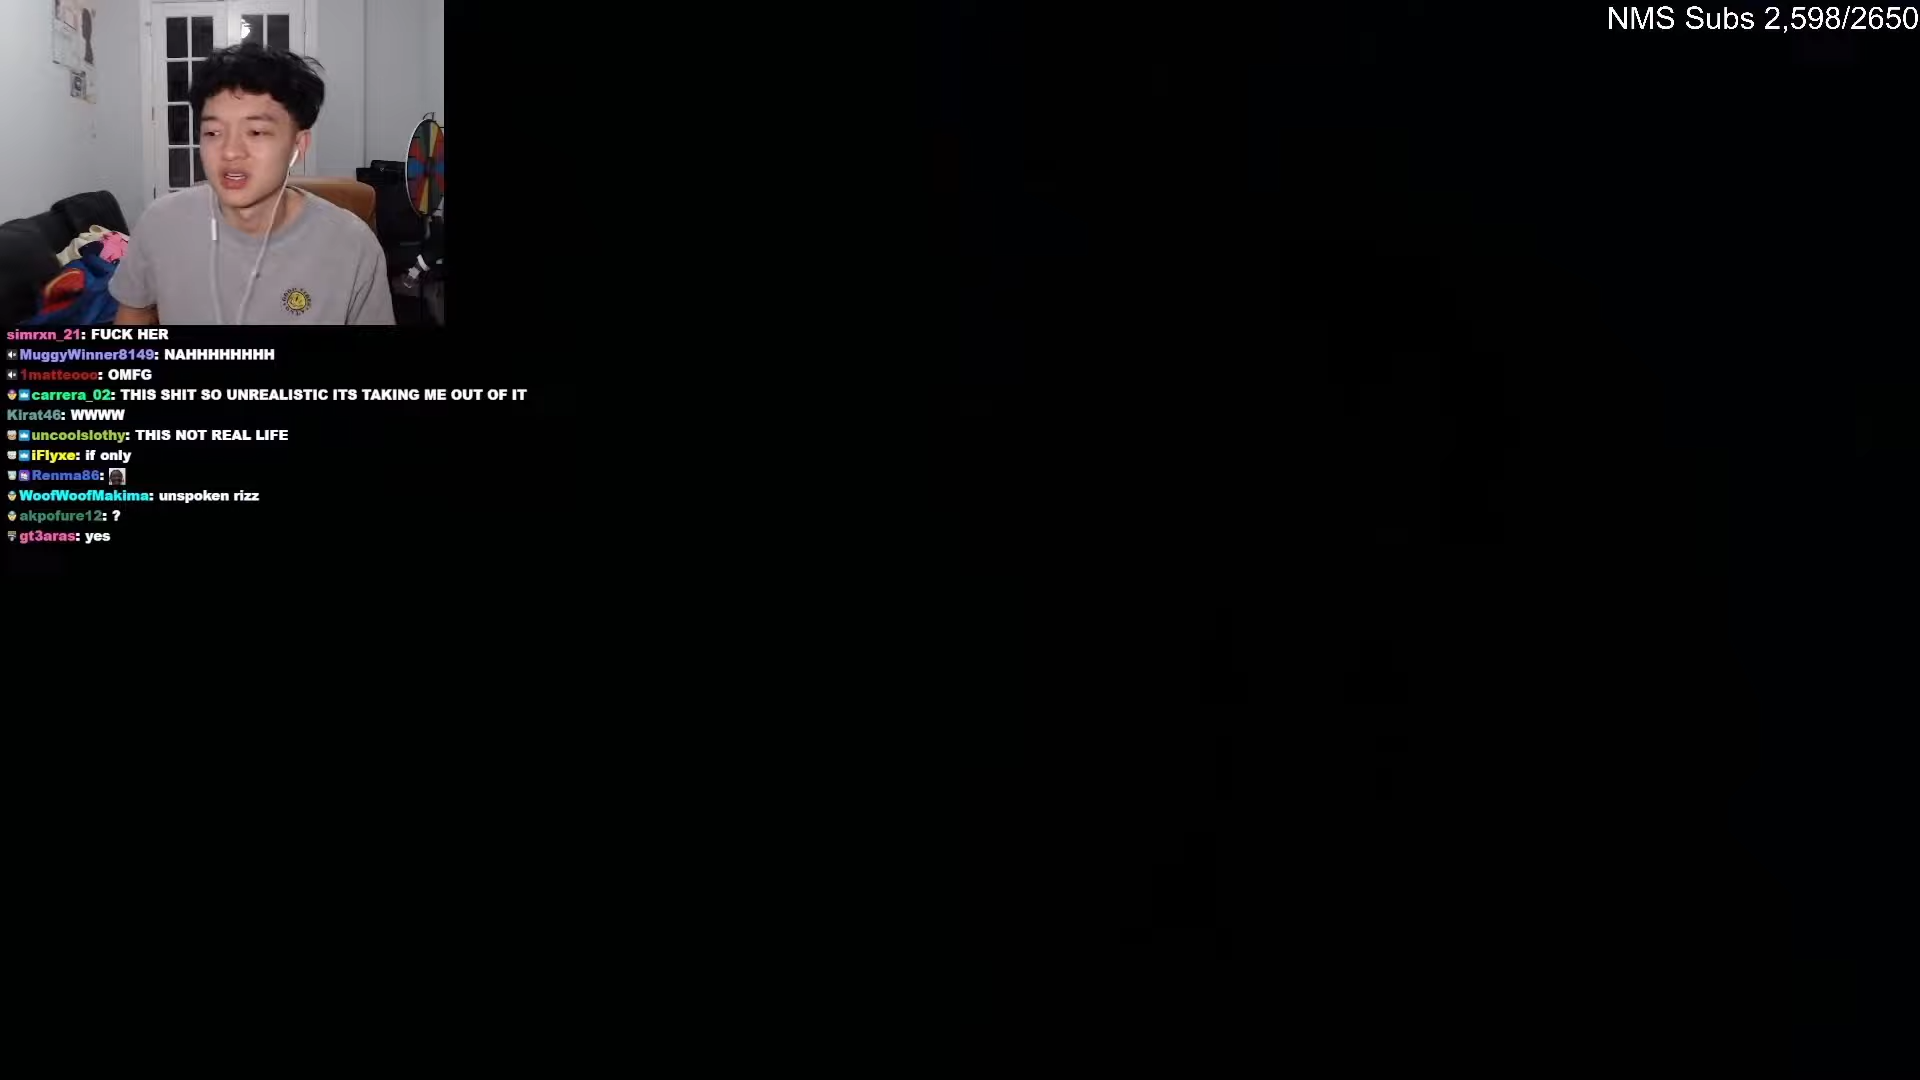 NMS Subs 2,598/2650
simrxn_21: FUCK HER
MuggyWinner8149: NAHHHHHHHH
1matteooo: OMFG
carrera_02: THIS SHIT SO UNREALISTIC ITS TAKING ME OUT OF IT
Kirat46: WWWW
uncoolslothy: THIS NOT REAL LIFE
iFlyxe: if only
Renma86:
WoofWoofMakima: unspoken rizz
akpofure12: ?
gt3aras: yes